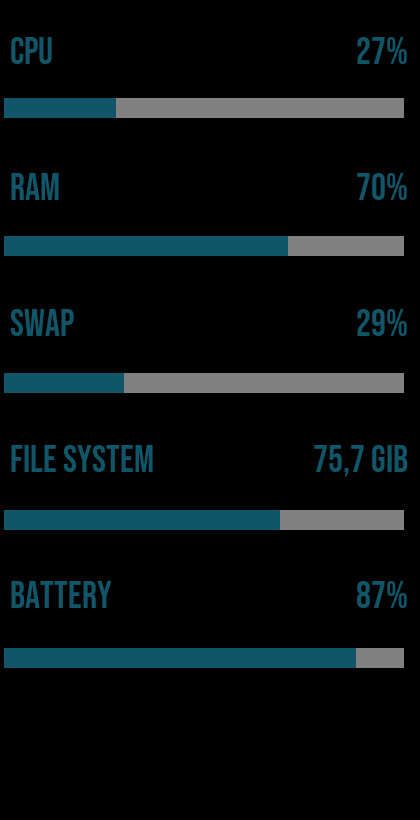 CPU 27%
RAM 70%
SWAP 29%
FILE SYSTEM 75,7 GIB
BATTERY 87%